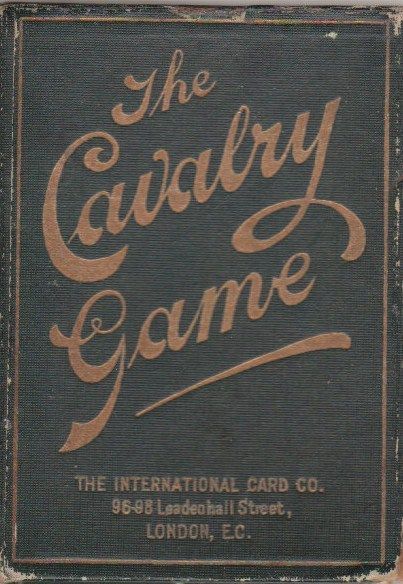 The
Cavalry
Game
THE INTERNATIONAL CARD CO.
96-98 Leadenhall Street,
LONDON, E.C.